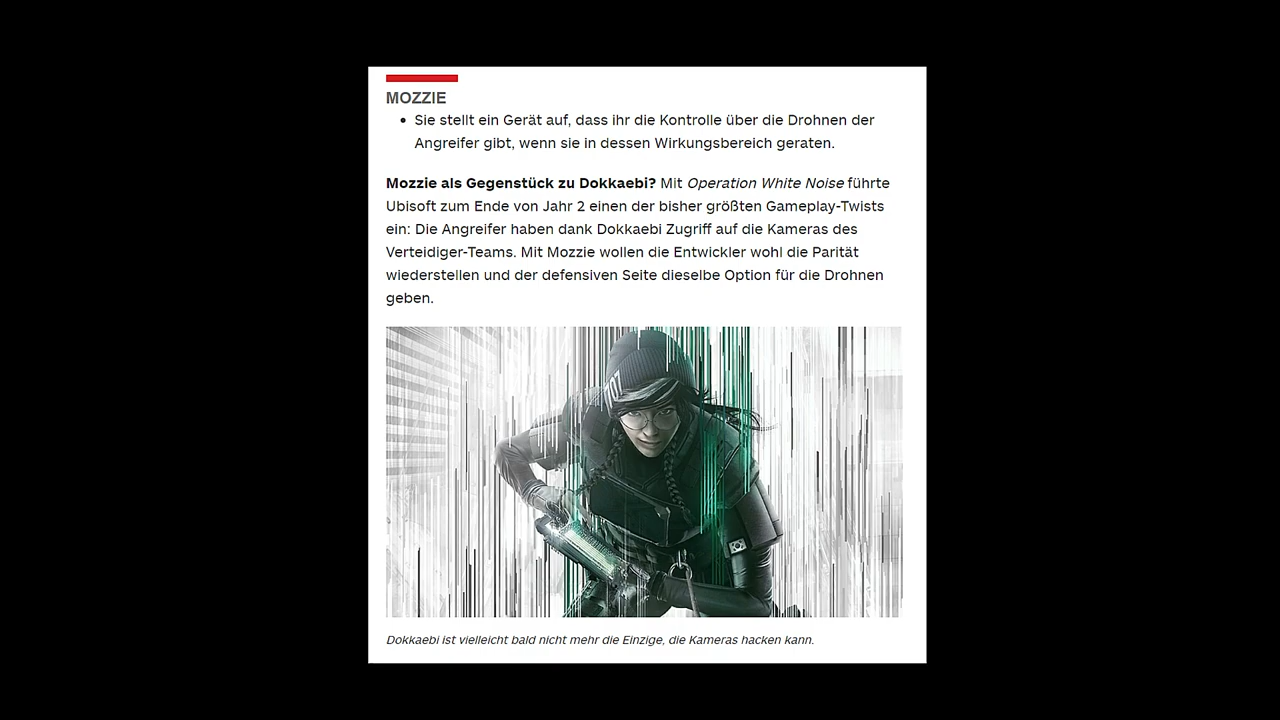 MOZZIE
• Sie stellt ein Gerät auf, dass ihr die Kontrolle über die Drohnen der
Angreifer gibt, wenn sie in dessen Wirkungsbereich geraten.
Mozzie als Gegenstück zu Dokkaebi? Mit Operation White Noise führte
Ubisoft zum Ende von Jahr 2 einen der bisher größten Gameplay-Twists
ein: Die Angreifer haben dank Dokkaebi Zugriff auf die Kameras des
Verteidiger-Teams. Mit Mozzie wollen die Entwickler wohl die Parität
wiederstellen und der defensiven Seite dieselbe Option für die Drohnen
geben.
Dokkaebi ist vielleicht bald nicht mehr die Einzige, die Kameras hacken kann.